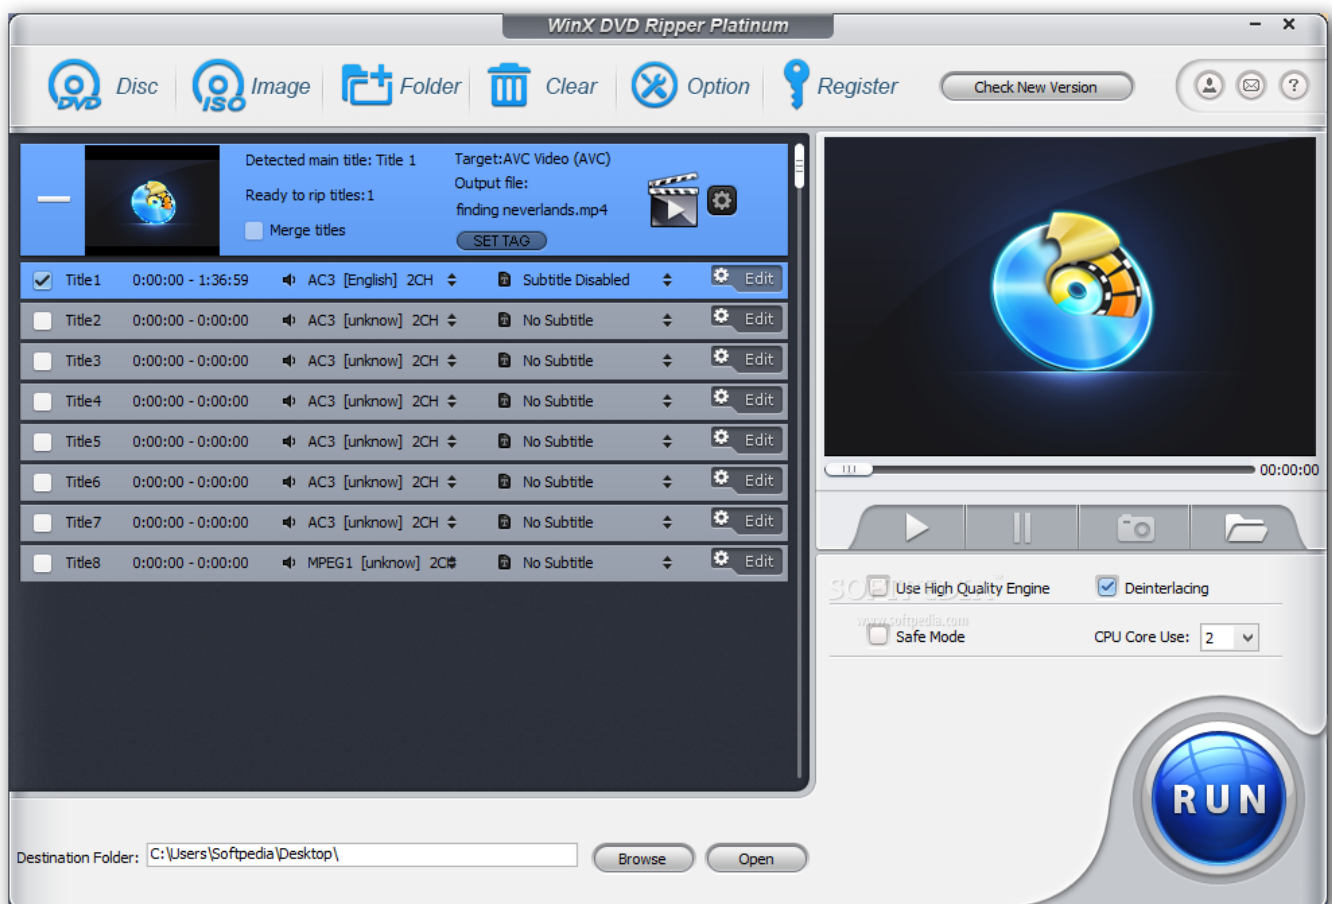 WinX DVD Ripper Platinum
DVD Disc ISO Image Folder Clear Option Register Check New Version ?
Detected main title: Title 1
Ready to rip titles:1
Merge titles
Target:AVC Video (AVC)
Output file:
finding neverlands.mp4
SET TAG
Title1 0:00:00 - 1:36:59 AC3 [English] 2CH Subtitle Disabled Edit
Title2 0:00:00 - 0:00:00 AC3 [unknow] 2CH No Subtitle Edit
Title3 0:00:00 - 0:00:00 AC3 [unknow] 2CH No Subtitle Edit
Title4 0:00:00 - 0:00:00 AC3 [unknow] 2CH No Subtitle Edit
Title5 0:00:00 - 0:00:00 AC3 [unknow] 2CH No Subtitle Edit
Title6 0:00:00 - 0:00:00 AC3 [unknow] 2CH No Subtitle Edit
Title7 0:00:00 - 0:00:00 AC3 [unknow] 2CH No Subtitle Edit
Title8 0:00:00 - 0:00:00 MPEG1 [unknow] 2CH No Subtitle Edit
00:00:00
SOFTPEDIA
www.softpedia.com
Use High Quality Engine Deinterlacing
Safe Mode CPU Core Use: 2
RUN
Destination Folder: C:\Users\Softpedia\Desktop\ Browse Open